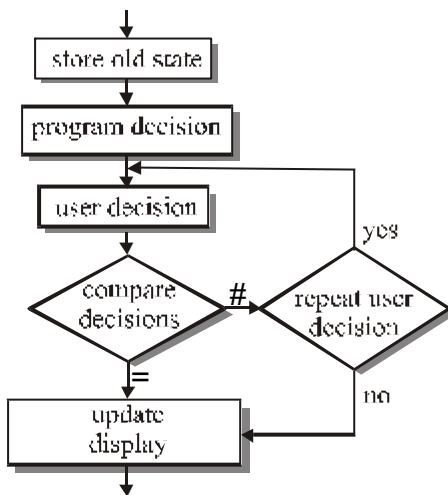 store old state
program decision
user decision
yes
compare
decisions
#
repeat user
decision
=
no
update
display